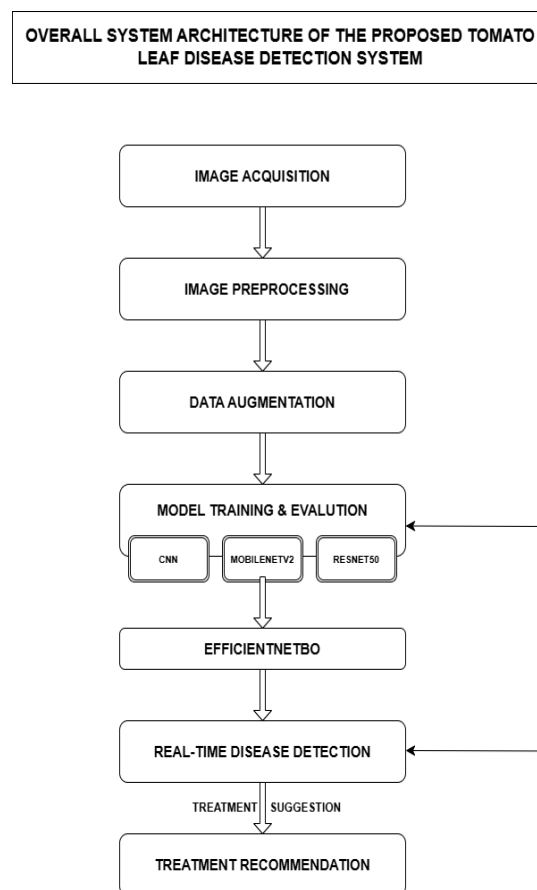 OVERALL SYSTEM ARCHITECTURE OF THE PROPOSED TOMATO
LEAF DISEASE DETECTION SYSTEM
IMAGE ACQUISITION
IMAGE PREPROCESSING
DATA AUGMENTATION
MODEL TRAINING & EVALUTION
CNN
MOBILENETV2
RESNET50
EFFICIENTNETBO
REAL-TIME DISEASE DETECTION
TREATMENT SUGGESTION
TREATMENT RECOMMENDATION